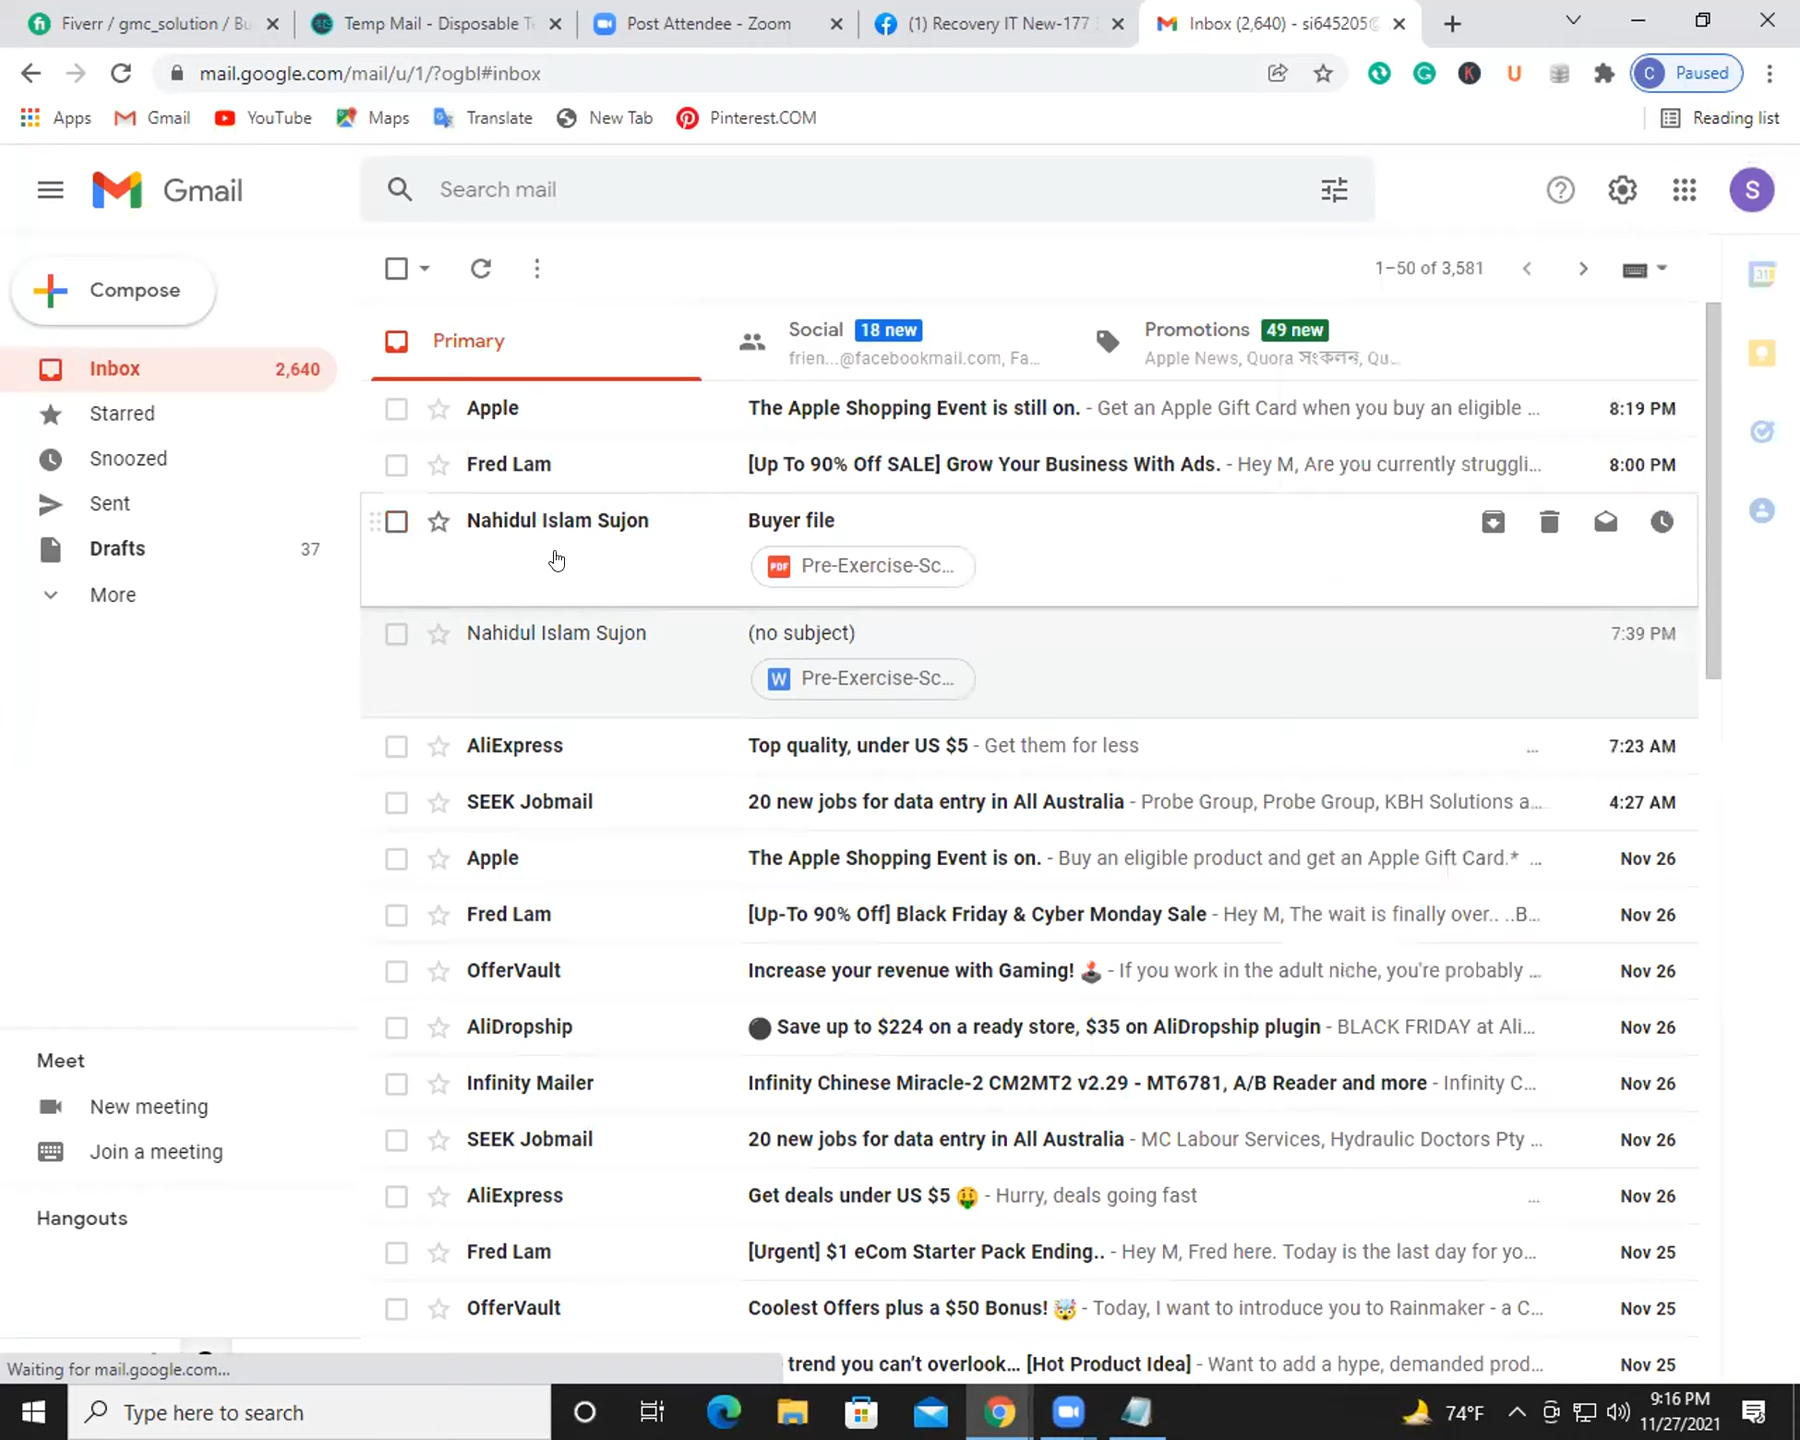 Fiverr / gmc_solution / Bu
Temp Mail - Disposable Te
Post Attendee - Zoom
(1) Recovery IT New-177
Inbox (2,640) - si645205@
mail.google.com/mail/u/1/?ogbl#inbox
C Paused
Apps
Gmail
YouTube
Maps
Translate
New Tab
Pinterest.COM
Reading list
Gmail
Search mail
S
Compose
1–50 of 3,581
Inbox 2,640
Starred
Snoozed
Sent
Drafts 37
More
Primary
Social 18 new
frien...@facebookmail.com, Fa...
Promotions 49 new
Apple News, Quora সংকলন, Qu...
Apple The Apple Shopping Event is still on. - Get an Apple Gift Card when you buy an eligible ... 8:19 PM
Fred Lam [Up To 90% Off SALE] Grow Your Business With Ads. - Hey M, Are you currently struggli... 8:00 PM
Nahidul Islam Sujon Buyer file
PDF Pre-Exercise-Sc...
Nahidul Islam Sujon (no subject) 7:39 PM
W Pre-Exercise-Sc...
AliExpress Top quality, under US $5 - Get them for less ... 7:23 AM
SEEK Jobmail 20 new jobs for data entry in All Australia - Probe Group, Probe Group, KBH Solutions a... 4:27 AM
Apple The Apple Shopping Event is on. - Buy an eligible product and get an Apple Gift Card.* ... Nov 26
Fred Lam [Up-To 90% Off] Black Friday & Cyber Monday Sale - Hey M, The wait is finally over.. ..B... Nov 26
OfferVault Increase your revenue with Gaming! 🕹️ - If you work in the adult niche, you're probably ... Nov 26
AliDropship ⚫ Save up to $224 on a ready store, $35 on AliDropship plugin - BLACK FRIDAY at Ali... Nov 26
Infinity Mailer Infinity Chinese Miracle-2 CM2MT2 v2.29 - MT6781, A/B Reader and more - Infinity C... Nov 26
SEEK Jobmail 20 new jobs for data entry in All Australia - MC Labour Services, Hydraulic Doctors Pty ... Nov 26
AliExpress Get deals under US $5 🤑 - Hurry, deals going fast ... Nov 26
Fred Lam [Urgent] $1 eCom Starter Pack Ending.. - Hey M, Fred here. Today is the last day for yo... Nov 25
OfferVault Coolest Offers plus a $50 Bonus! 🤯 - Today, I want to introduce you to Rainmaker - a C... Nov 25
trend you can't overlook... [Hot Product Idea] - Want to add a hype, demanded prod... Nov 25
Meet
New meeting
Join a meeting
Hangouts
31
Waiting for mail.google.com...
Type here to search
74°F
9:16 PM
11/27/2021